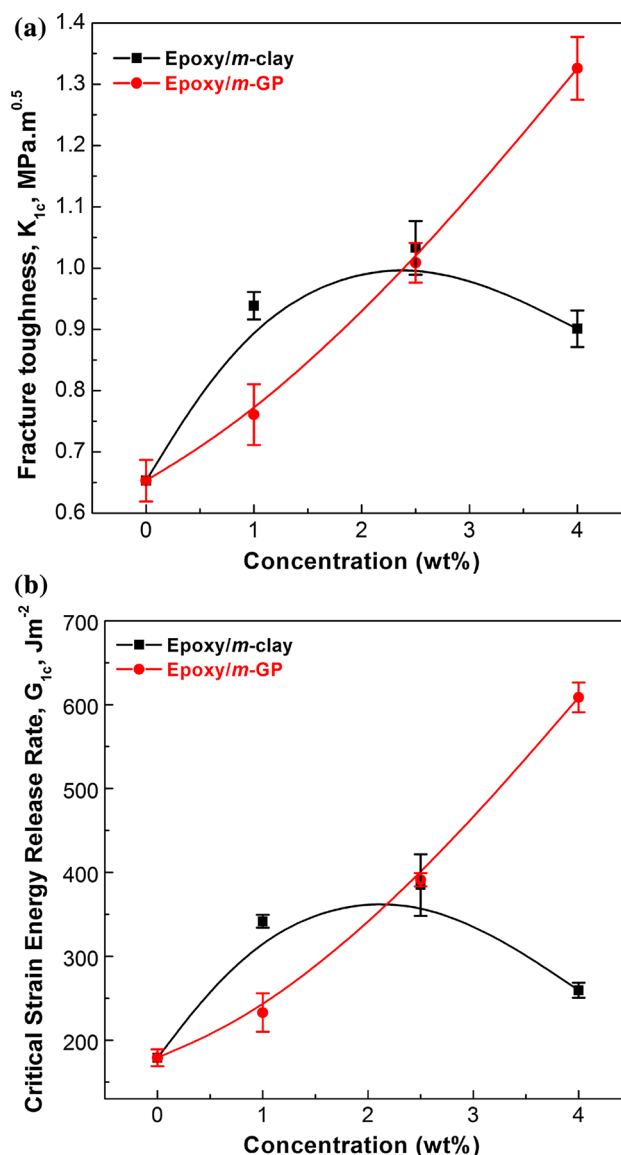 (a)
1.4
1.3
1.2
1.1
1.0
0.9
0.8
0.7
0.6
Fracture toughness, K1c, MPa.m0.5
Epoxy/m-clay
Epoxy/m-GP
0 1 2 3 4
Concentration (wt%)
(b)
700
600
500
400
300
200
Critical Strain Energy Release Rate, G1c, Jm-2
Epoxy/m-clay
Epoxy/m-GP
0 1 2 3 4
Concentration (wt%)